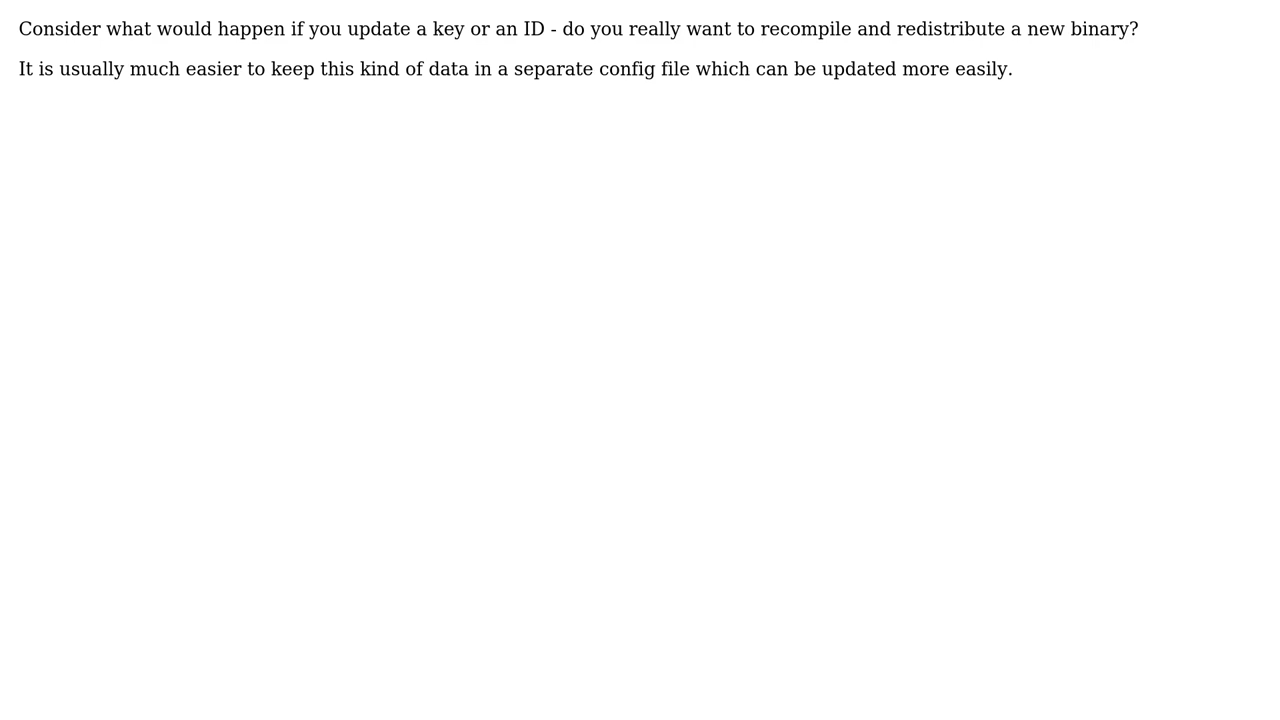 Consider what would happen if you update a key or an ID - do you really want to recompile and redistribute a new binary?
It is usually much easier to keep this kind of data in a separate config file which can be updated more easily.